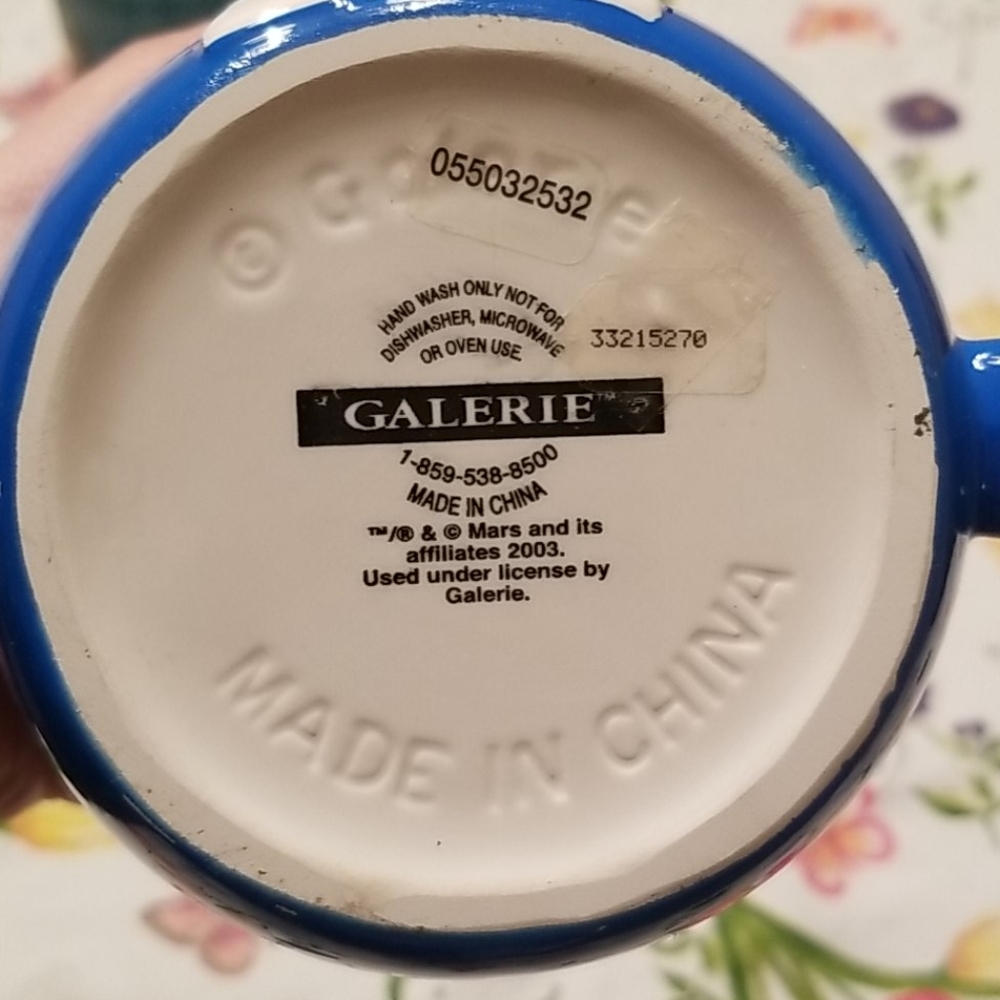 055032532
© GALERIE
HAND WASH ONLY NOT FOR
DISHWASHER, MICROWAVE
OR OVEN USE.
33215270
GALERIE™
1-859-538-8500
MADE IN CHINA
™/® & © Mars and its
affiliates 2003.
Used under license by
Galerie.
MADE IN CHINA